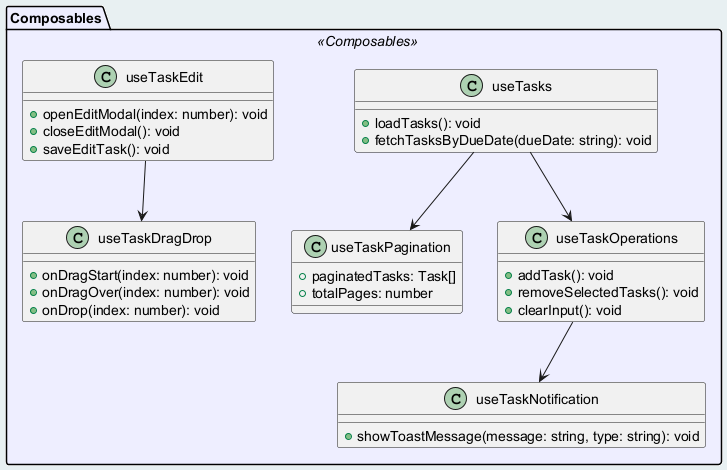 Composables
«Composables»
C useTaskEdit
openEditModal(index: number): void
closeEditModal(): void
saveEditTask(): void
C useTasks
loadTasks(): void
fetchTasksByDueDate(dueDate: string): void
C useTaskDragDrop
onDragStart(index: number): void
onDragOver(index: number): void
onDrop(index: number): void
C useTaskPagination
paginatedTasks: Task[]
totalPages: number
C useTaskOperations
addTask(): void
removeSelectedTasks(): void
clearInput(): void
C useTaskNotification
showToastMessage(message: string, type: string): void